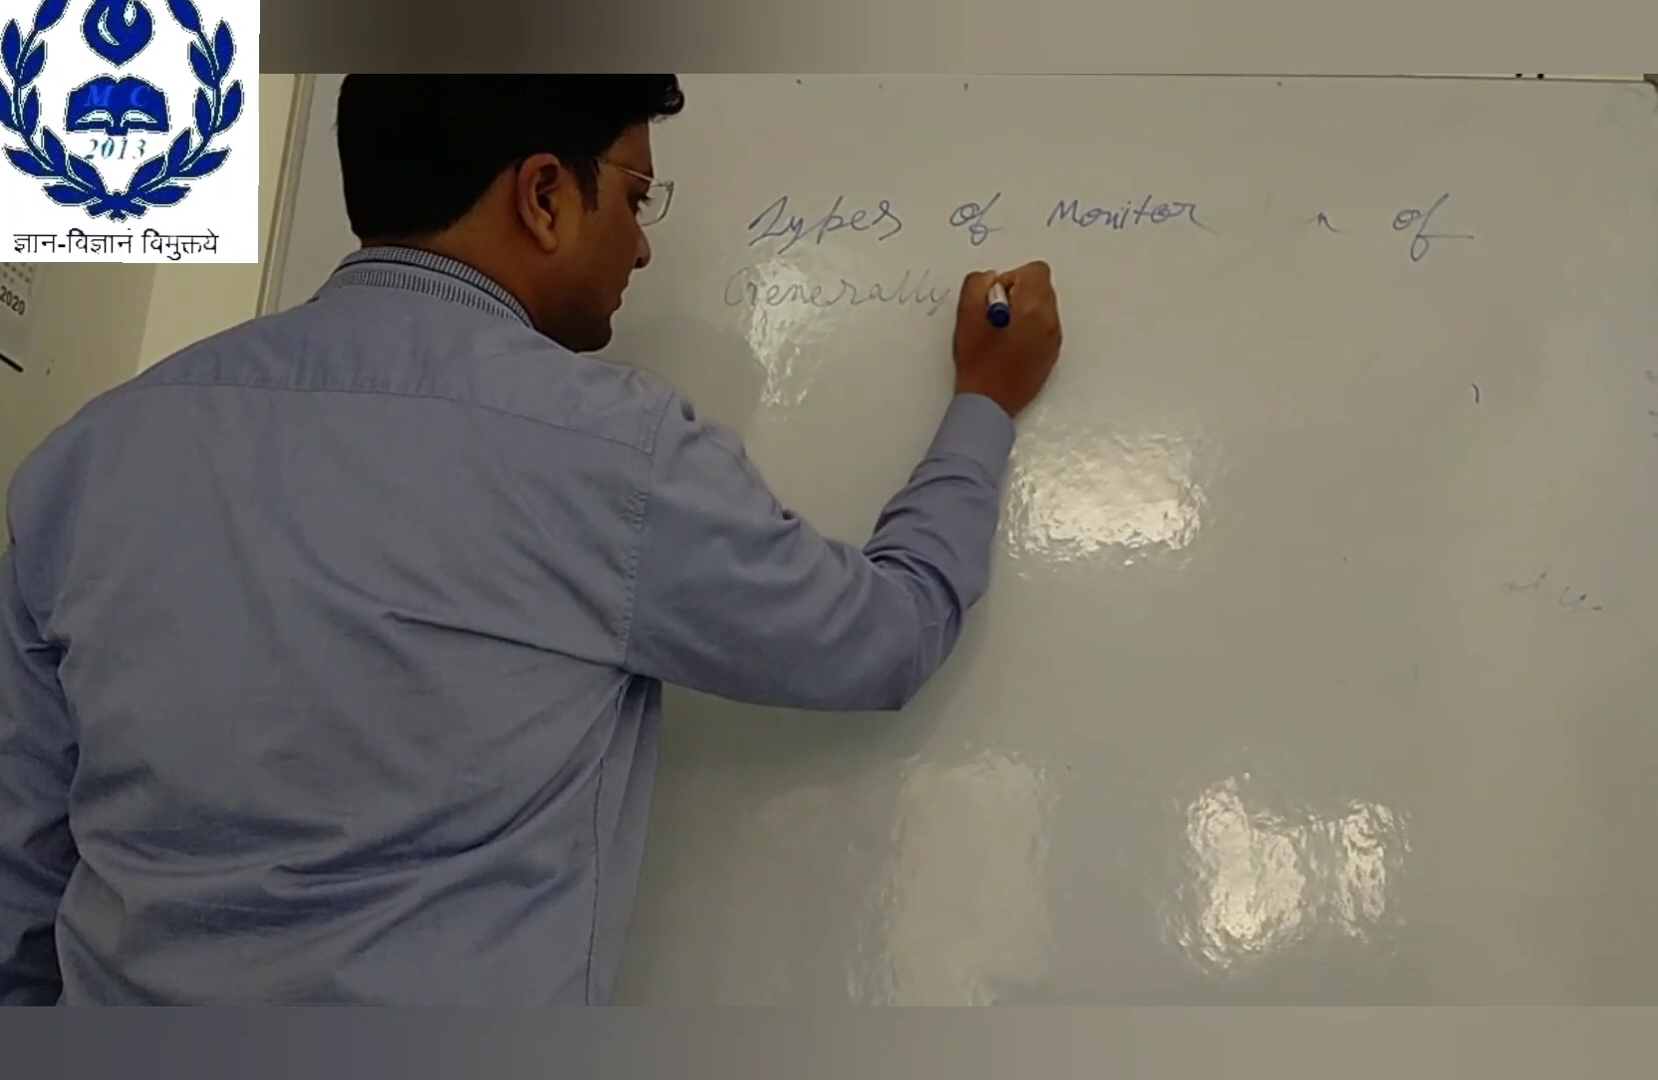 M C
2013
ज्ञान-विज्ञानं विमुक्तये
2020
Types of Monitor of
Generally